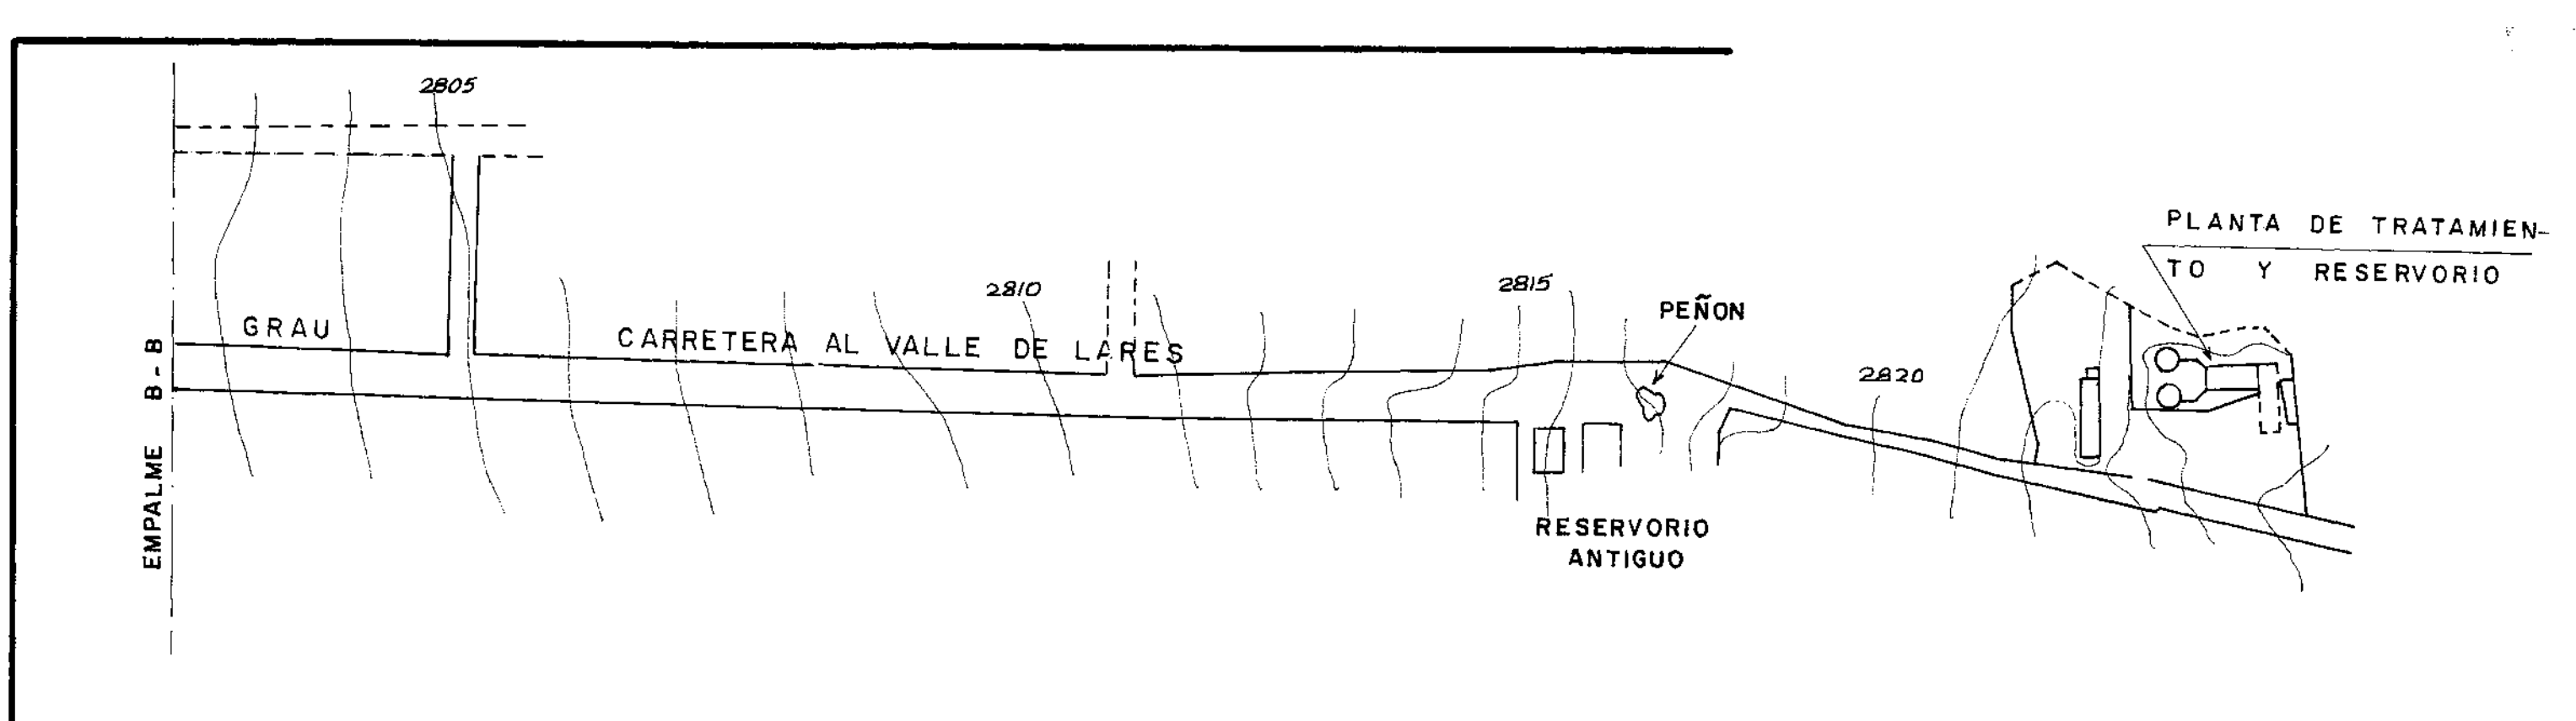 2805
PLANTA DE TRATAMIEN-
TO Y RESERVORIO
2810
2815
PEÑON
GRAU
CARRETERA AL VALLE DE LARES
2820
EMPALME B-B
RESERVORIO
ANTIGUO